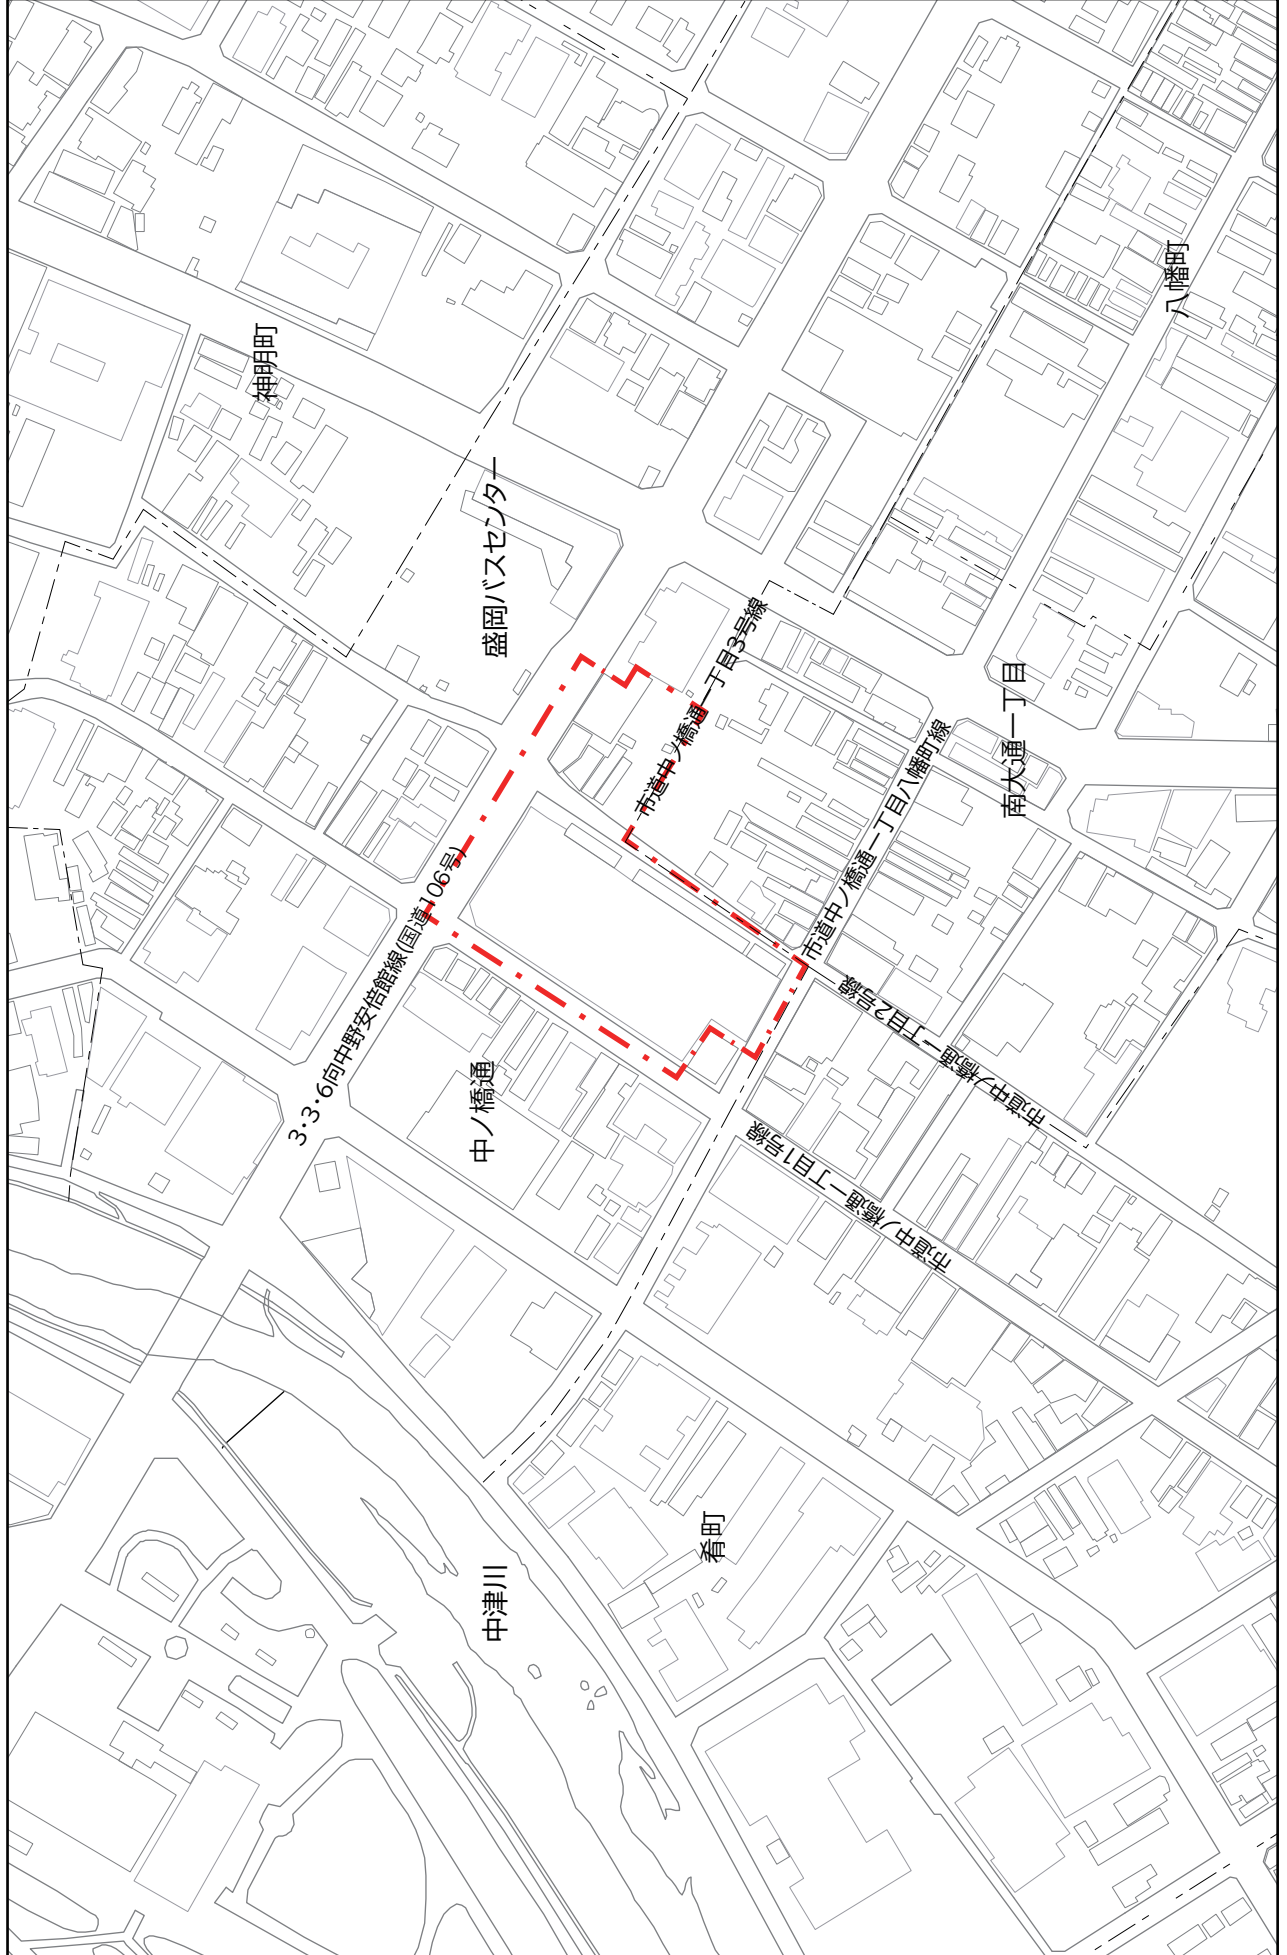 神明町
八幡町
盛岡バスセンター
市道中ノ橋通一丁目3号線
南大通一丁目
市道中ノ橋通一丁目八幡町線
3・3・6向中野安倍館線(国道106号)
市道中ノ橋通一丁目2号線
中ノ橋通
市道中ノ橋通一丁目1号線
肴町
中津川